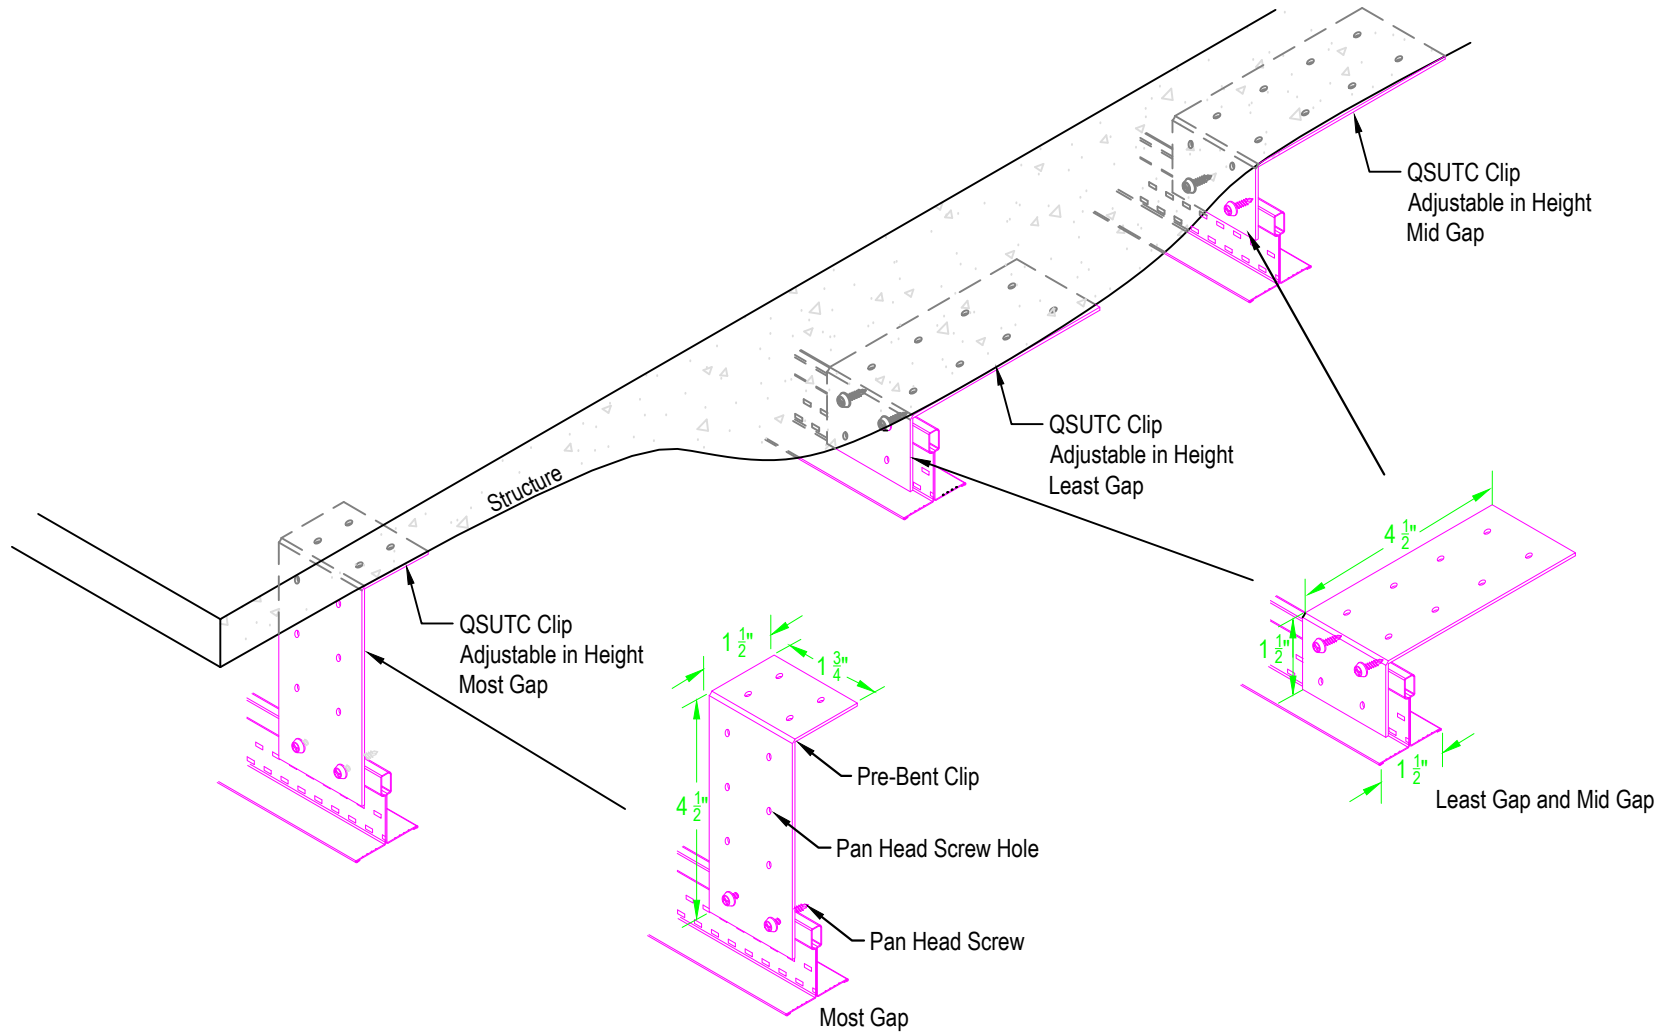 QSUTC Clip
Adjustable in Height
Mid Gap
QSUTC Clip
Adjustable in Height
Least Gap
Structure
4 1/2"
QSUTC Clip
Adjustable in Height
Most Gap
1 1/2"
1 3/4"
1 1/2"
Pre-Bent Clip
4 1/2"
1 1/2"
Least Gap and Mid Gap
Pan Head Screw Hole
Pan Head Screw
Most Gap